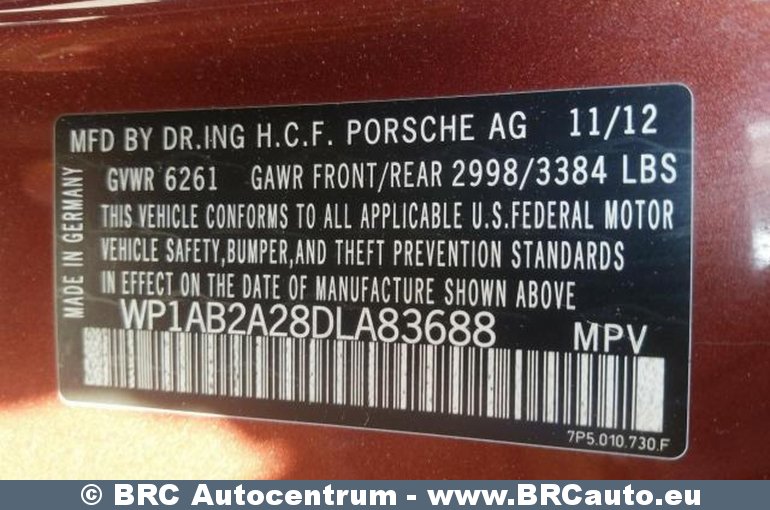 MFD BY DR.ING H.C.F. PORSCHE AG 11/12
GVWR 6261 GAWR FRONT/REAR 2998/3384 LBS
THIS VEHICLE CONFORMS TO ALL APPLICABLE U.S.FEDERAL MOTOR
VEHICLE SAFETY,BUMPER,AND THEFT PREVENTION STANDARDS
IN EFFECT ON THE DATE OF MANUFACTURE SHOWN ABOVE
WP1AB2A28DLA83688 MPV
MADE IN GERMANY
7P5.010.730.F
© BRC Autocentrum - www.BRCauto.eu